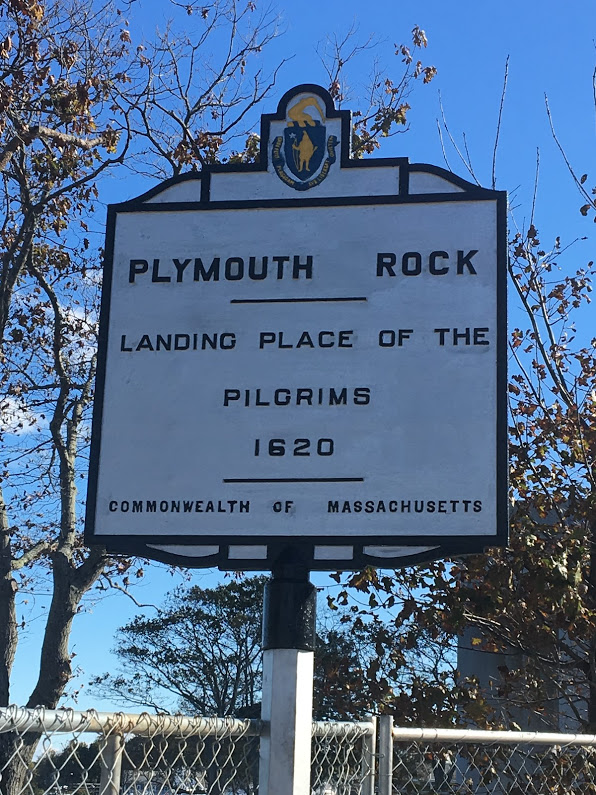 PLYMOUTH ROCK
LANDING PLACE OF THE
PILGRIMS
1620
COMMONWEALTH OF MASSACHUSETTS